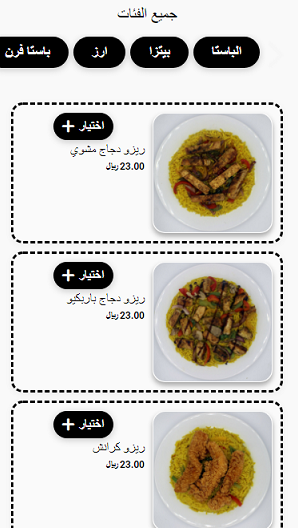 جميع الفئات
الباستا
بيتزا
ارز
باستا فرن
اختيار +
ريزو دجاج مشوي
23.00 ريال
اختيار +
ريزو دجاج باربكيو
23.00 ريال
اختيار +
ريزو كرانش
23.00 ريال